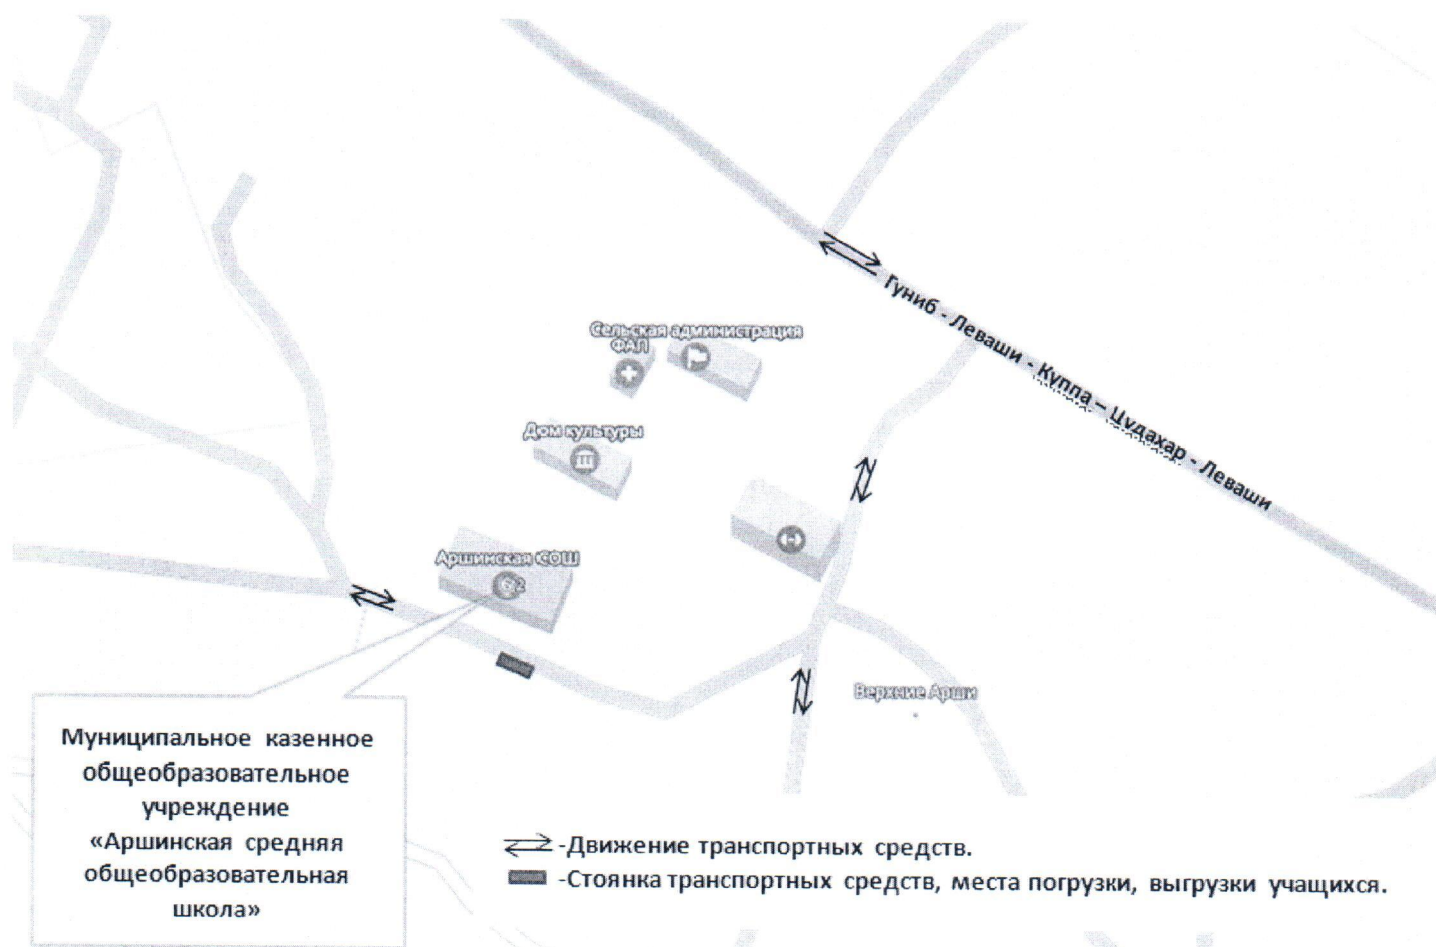 Гуниб - Леваши - Куппа – Цудахар - Леваши
Сельская администрация
ФАП
Дом культуры
Аршинская СОШ
Верхние Арши
Муниципальное казенное
общеобразовательное
учреждение
«Аршинская средняя
общеобразовательная
школа»
-Движение транспортных средств.
-Стоянка транспортных средств, места погрузки, выгрузки учащихся.